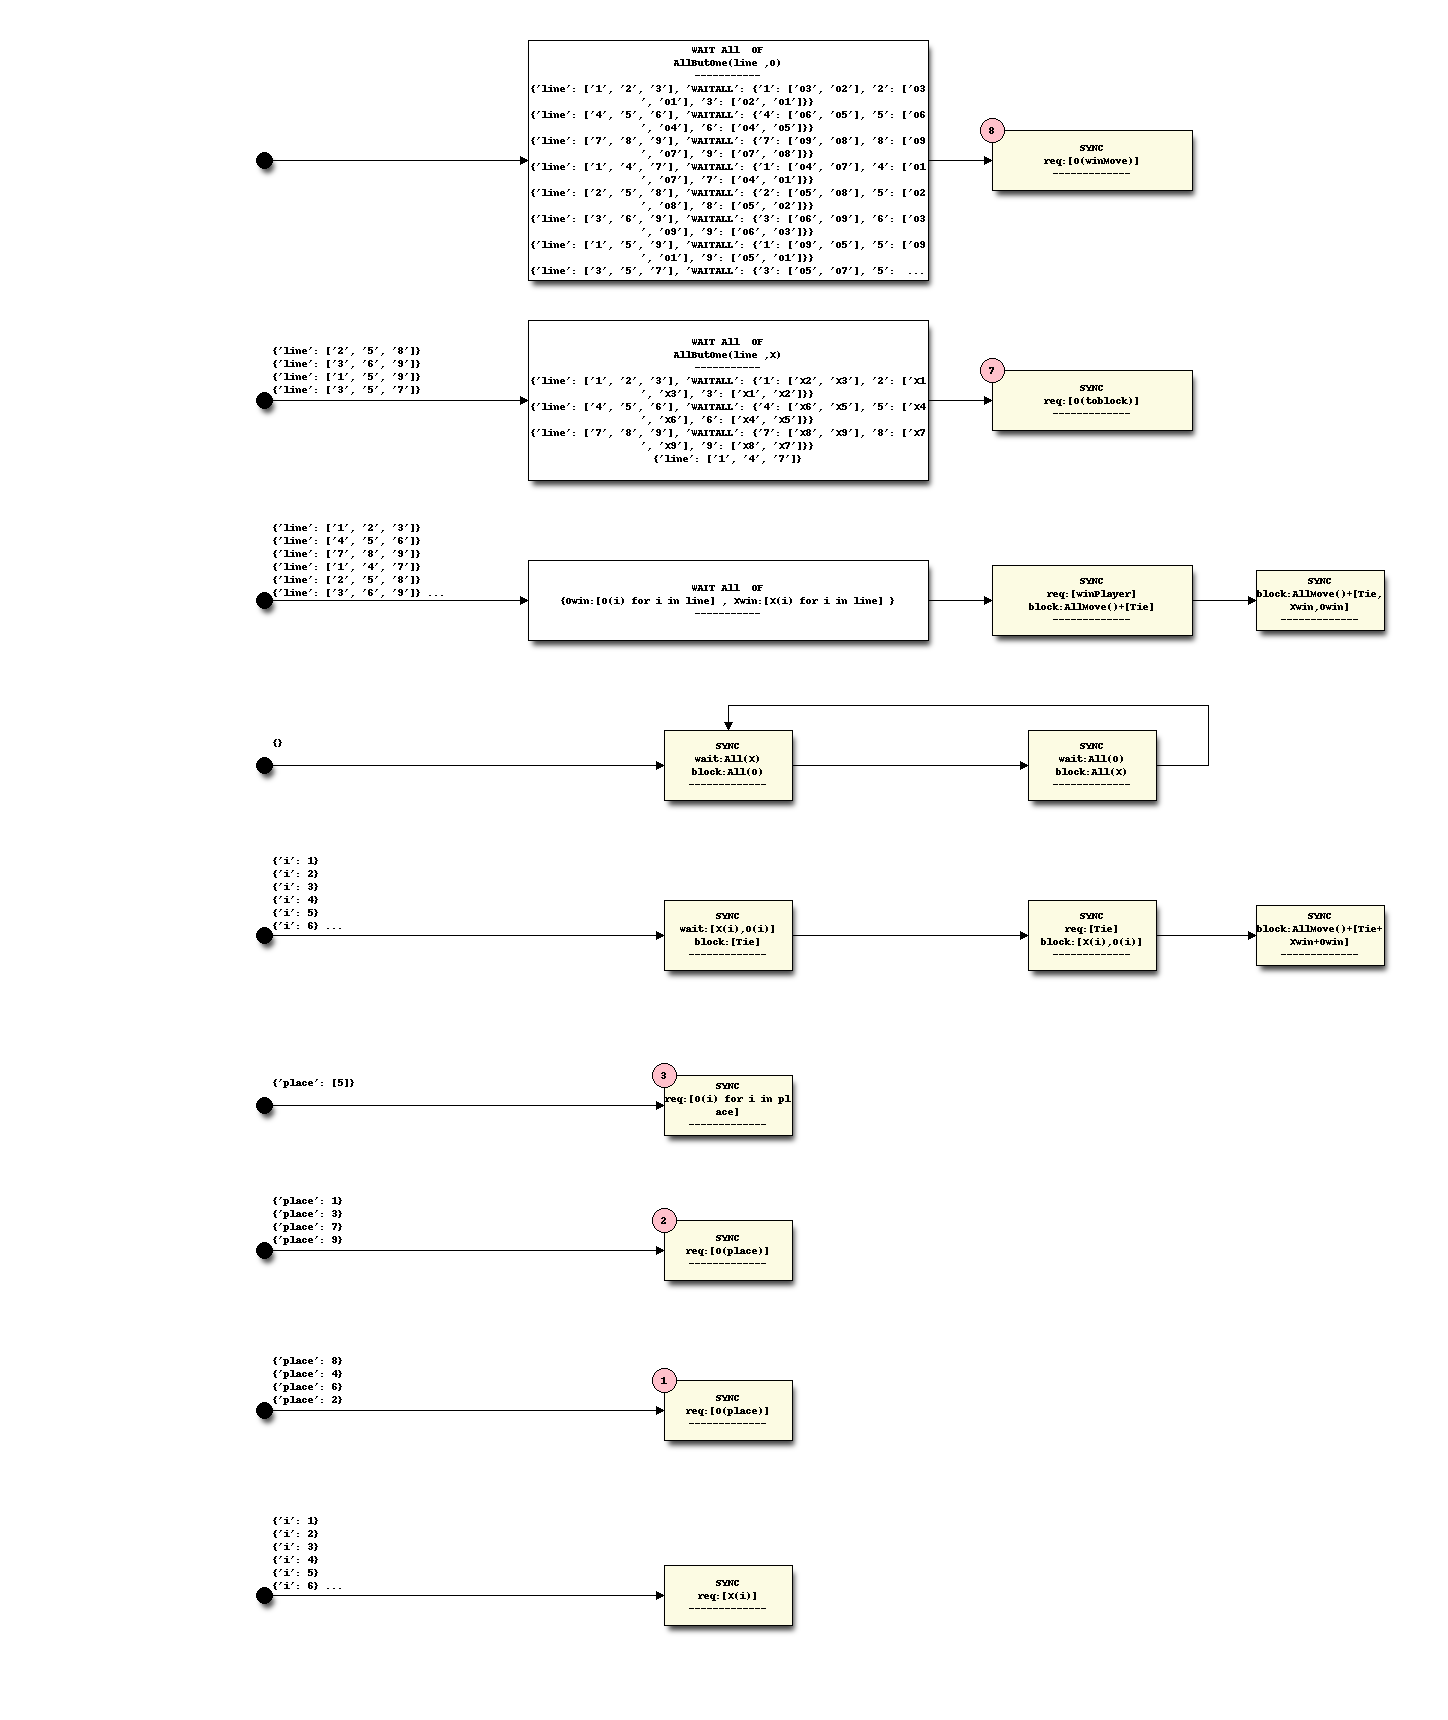 WAIT All  OF
AllButOne(line ,O)
-----------
{'line': ['1', '2', '3'], 'WAITALL': {'1': ['O3', 'O2'], '2': ['O3
', 'O1'], '3': ['O2', 'O1']}}
{'line': ['4', '5', '6'], 'WAITALL': {'4': ['O6', 'O5'], '5': ['O6
', 'O4'], '6': ['O4', 'O5']}}
{'line': ['7', '8', '9'], 'WAITALL': {'7': ['O9', 'O8'], '8': ['O9
', 'O7'], '9': ['O7', 'O8']}}
{'line': ['1', '4', '7'], 'WAITALL': {'1': ['O4', 'O7'], '4': ['O1
', 'O7'], '7': ['O4', 'O1']}}
{'line': ['2', '5', '8'], 'WAITALL': {'2': ['O5', 'O8'], '5': ['O2
', 'O8'], '8': ['O5', 'O2']}}
{'line': ['3', '6', '9'], 'WAITALL': {'3': ['O6', 'O9'], '6': ['O3
', 'O9'], '9': ['O6', 'O3']}}
{'line': ['1', '5', '9'], 'WAITALL': {'1': ['O9', 'O5'], '5': ['O9
', 'O1'], '9': ['O5', 'O1']}}
{'line': ['3', '5', '7'], 'WAITALL': {'3': ['O5', 'O7'], '5':  ...
8
SYNC
req:[O(winMove)]
-------------
{'line': ['2', '5', '8']}
{'line': ['3', '6', '9']}
{'line': ['1', '5', '9']}
{'line': ['3', '5', '7']}
WAIT All  OF
AllButOne(line ,X)
-----------
{'line': ['1', '2', '3'], 'WAITALL': {'1': ['X2', 'X3'], '2': ['X1
', 'X3'], '3': ['X1', 'X2']}}
{'line': ['4', '5', '6'], 'WAITALL': {'4': ['X6', 'X5'], '5': ['X4
', 'X6'], '6': ['X4', 'X5']}}
{'line': ['7', '8', '9'], 'WAITALL': {'7': ['X8', 'X9'], '8': ['X7
', 'X9'], '9': ['X8', 'X7']}}
{'line': ['1', '4', '7']}
7
SYNC
req:[O(toblock)]
-------------
{'line': ['1', '2', '3']}
{'line': ['4', '5', '6']}
{'line': ['7', '8', '9']}
{'line': ['1', '4', '7']}
{'line': ['2', '5', '8']}
{'line': ['3', '6', '9']} ...
WAIT All  OF
{Owin:[O(i) for i in line] , Xwin:[X(i) for i in line] }
-----------
SYNC
req:[winPlayer]
block:AllMove()+[Tie]
-------------
SYNC
block:AllMove()+[Tie,
Xwin,Owin]
-------------
{}
SYNC
wait:All(X)
block:All(O)
-------------
SYNC
wait:All(O)
block:All(X)
-------------
{'i': 1}
{'i': 2}
{'i': 3}
{'i': 4}
{'i': 5}
{'i': 6} ...
SYNC
wait:[X(i),O(i)]
block:[Tie]
-------------
SYNC
req:[Tie]
block:[X(i),O(i)]
-------------
SYNC
block:AllMove()+[Tie+
Xwin+Owin]
-------------
{'place': [5]}
3
SYNC
req:[O(i) for i in pl
ace]
-------------
{'place': 1}
{'place': 3}
{'place': 7}
{'place': 9}
2
SYNC
req:[O(place)]
-------------
{'place': 8}
{'place': 4}
{'place': 6}
{'place': 2}
1
SYNC
req:[O(place)]
-------------
{'i': 1}
{'i': 2}
{'i': 3}
{'i': 4}
{'i': 5}
{'i': 6} ...
SYNC
req:[X(i)]
-------------